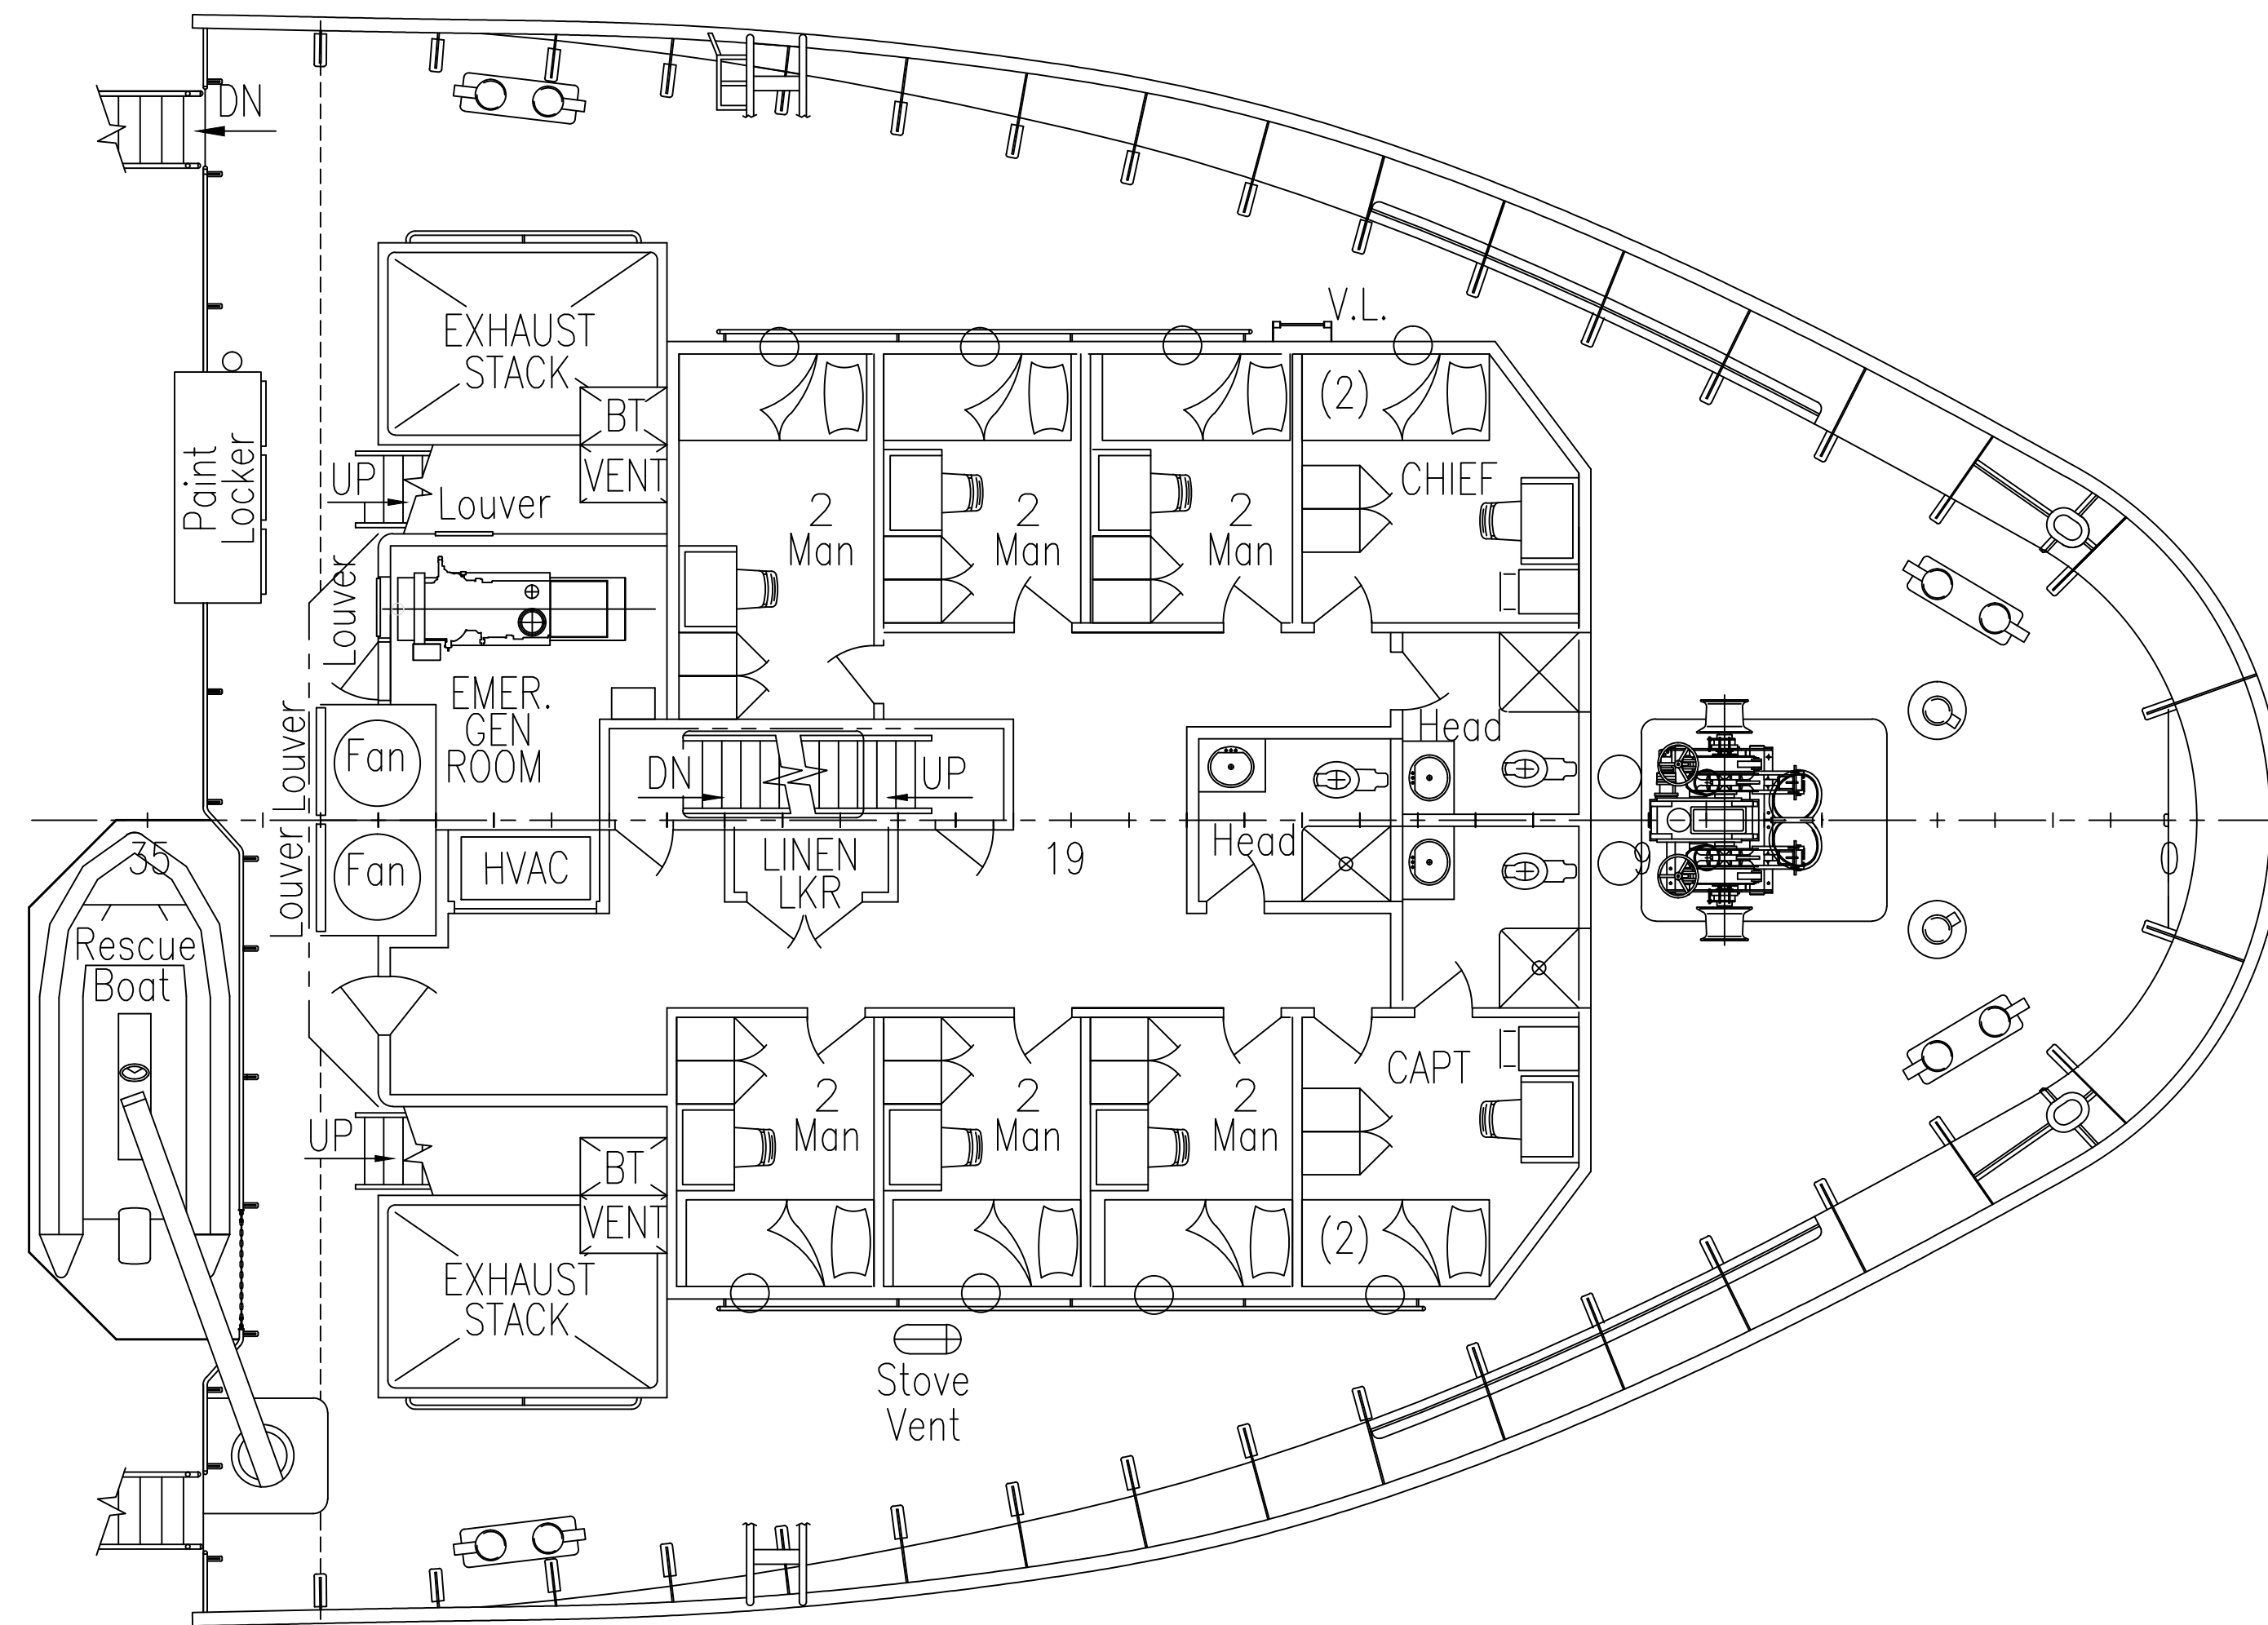 DN
V.L.
EXHAUST
STACK
BT
VENT
(2)
Paint
Locker
UP
Louver
CHIEF
2
Man
2
Man
2
Man
Louver
EMER.
GEN
ROOM
Louver
Fan
DN
UP
Head
35
Louver
Fan
HVAC
LINEN
LKR
19
Head
9
Rescue
Boat
CAPT
UP
2
Man
2
Man
2
Man
BT
VENT
(2)
EXHAUST
STACK
Stove
Vent